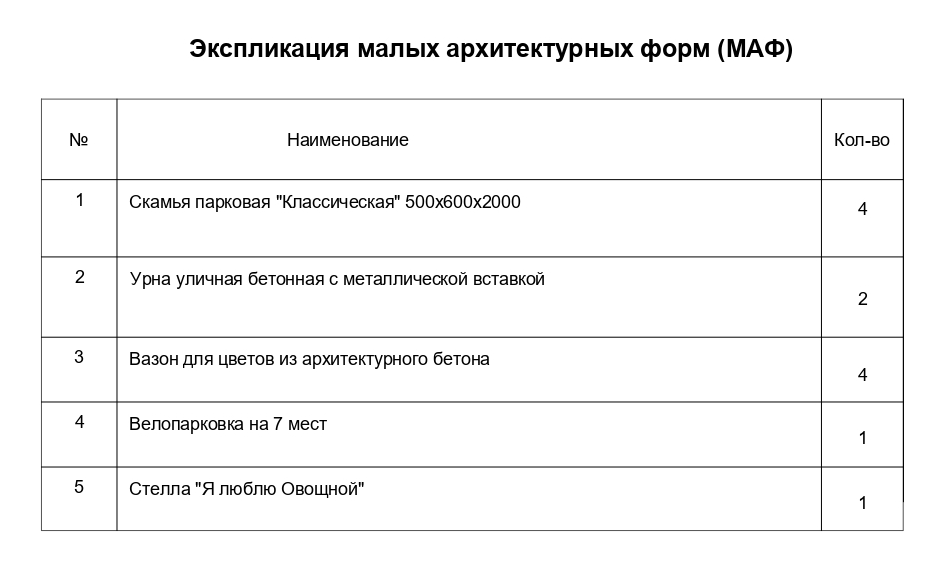 Экспликация малых архитектурных форм (МАФ)
№ Наименование Кол-во
1 Скамья парковая "Классическая" 500х600х2000 4
2 Урна уличная бетонная с металлической вставкой 2
3 Вазон для цветов из архитектурного бетона 4
4 Велопарковка на 7 мест 1
5 Стелла "Я люблю Овощной" 1